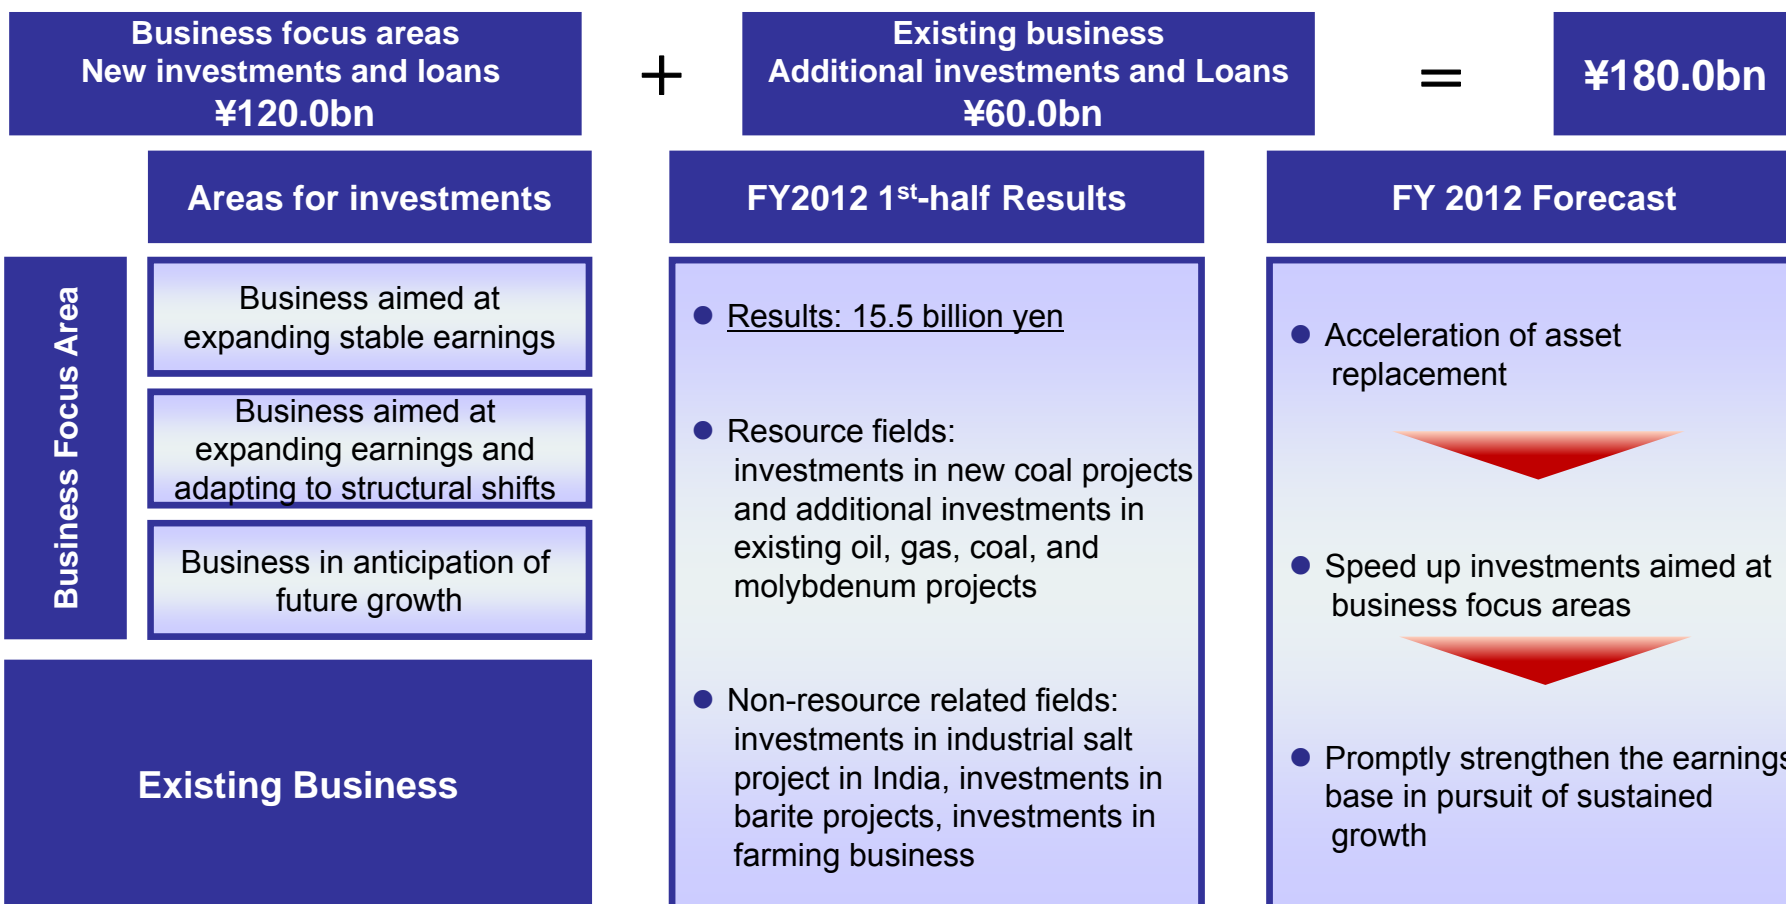 Business focus areas
New investments and loans
¥120.0bn
+
Existing business
Additional investments and Loans
¥60.0bn
=
¥180.0bn
Areas for investments
FY2012 1st-half Results
FY 2012 Forecast
Business Focus Area
Business aimed at
expanding stable earnings
Business aimed at
expanding earnings and
adapting to structural shifts
Business in anticipation of
future growth
Existing Business
● Results: 15.5 billion yen
● Resource fields:
investments in new coal projects
and additional investments in
existing oil, gas, coal, and
molybdenum projects
● Non-resource related fields:
investments in industrial salt
project in India, investments in
barite projects, investments in
farming business
● Acceleration of asset
replacement
● Speed up investments aimed at
business focus areas
● Promptly strengthen the earnings
base in pursuit of sustained
growth